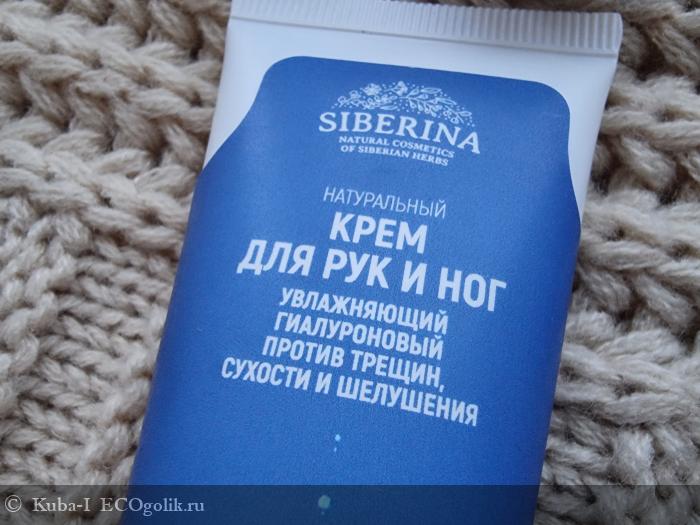 SIBERINA
NATURAL COSMETICS
OF SIBERIAN HERBS
НАТУРАЛЬНЫЙ
КРЕМ
ДЛЯ РУК И НОГ
УВЛАЖНЯЮЩИЙ
ГИАЛУРОНОВЫЙ
ПРОТИВ ТРЕЩИН,
СУХОСТИ И ШЕЛУШЕНИЯ
© Kuba-I ECOgolik.ru